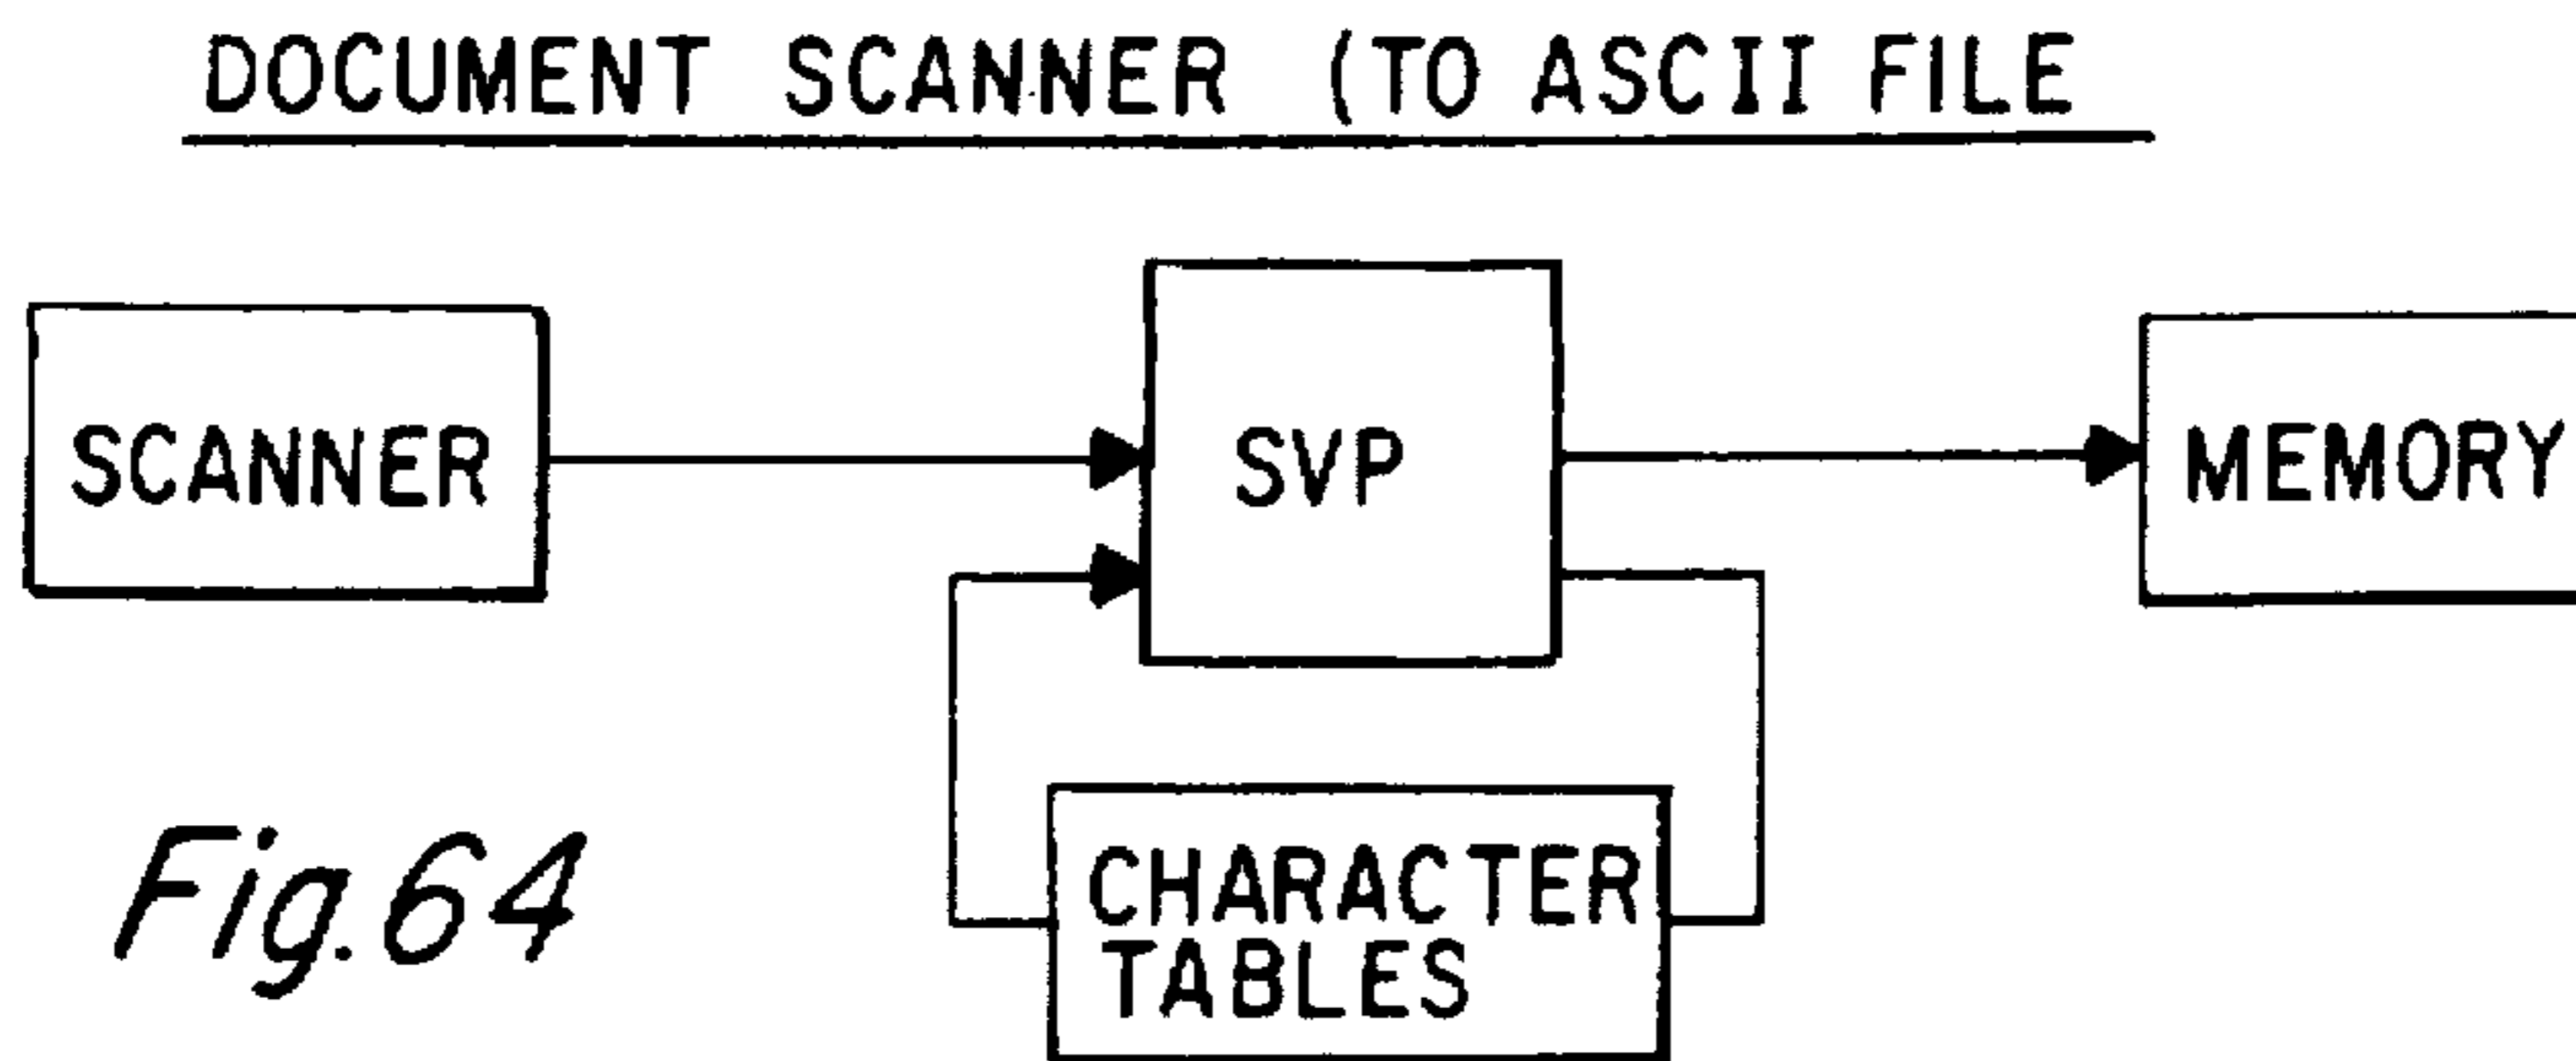 DOCUMENT SCANNER (TO ASCII FILE
SCANNER
SVP
MEMORY
CHARACTER
TABLES
Fig. 64